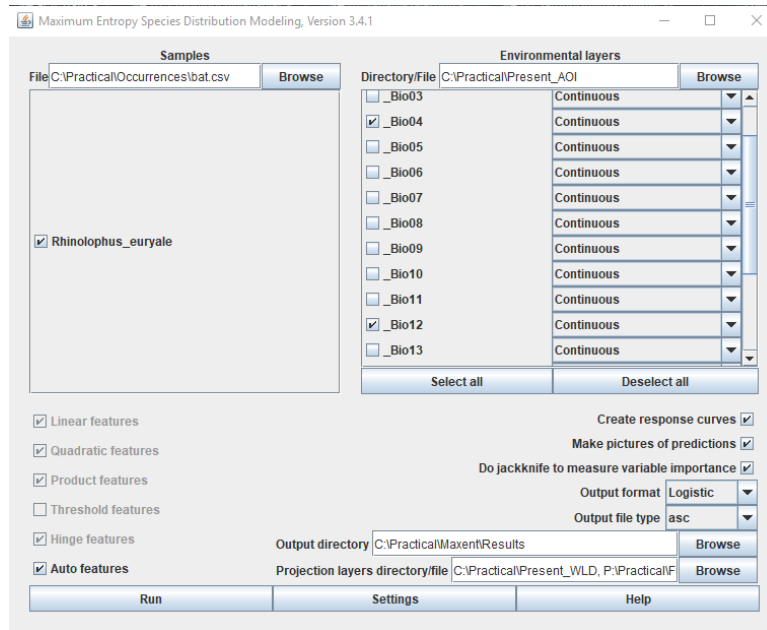 Maximum Entropy Species Distribution Modeling, Version 3.4.1
Samples
Environmental layers
File C:\Practical\Occurrences\bat.csv Browse
Directory/File C:\Practical\Present_AOI Browse
_Bio03 Continuous
_Bio04 Continuous
_Bio05 Continuous
_Bio06 Continuous
_Bio07 Continuous
_Bio08 Continuous
Rhinolophus_euryale
_Bio09 Continuous
_Bio10 Continuous
_Bio11 Continuous
_Bio12 Continuous
_Bio13 Continuous
Select all Deselect all
Linear features
Create response curves
Quadratic features
Make pictures of predictions
Product features
Do jackknife to measure variable importance
Threshold features
Output format Logistic
Output file type asc
Hinge features
Output directory C:\Practical\Maxent\Results Browse
Auto features
Projection layers directory/file C:\Practical\Present_WLD, P:\Practical\F Browse
Run Settings Help